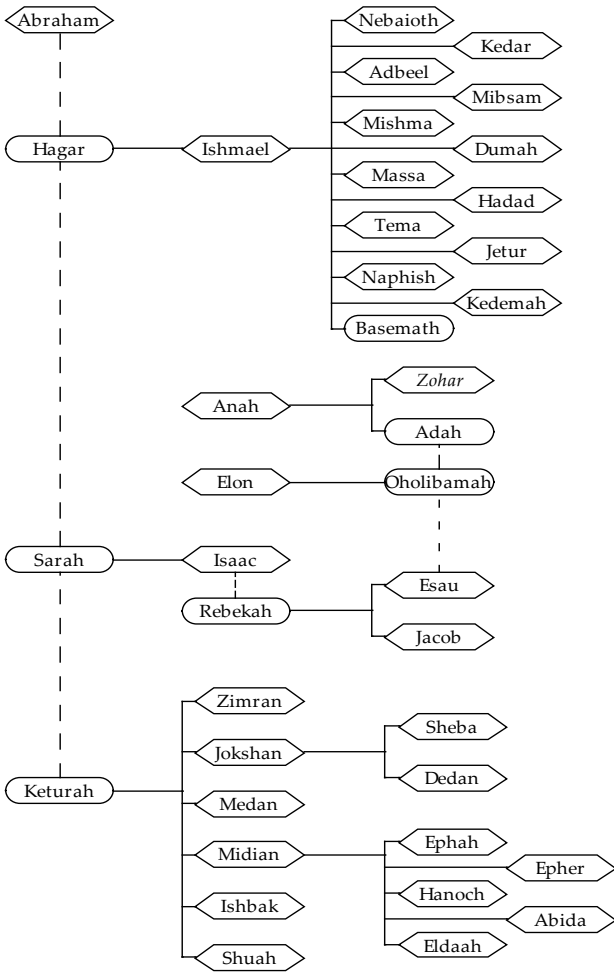 Abraham
Nebaioth
Kedar
Adbeel
Mibsam
Mishma
Hagar
Ishmael
Dumah
Massa
Hadad
Tema
Jetur
Naphish
Kedemah
Basemath
Zohar
Anah
Adah
Elon
Oholibamah
Sarah
Isaac
Esau
Rebekah
Jacob
Zimran
Sheba
Jokshan
Dedan
Keturah
Medan
Ephah
Midian
Epher
Hanoch
Ishbak
Abida
Eldaah
Shuah